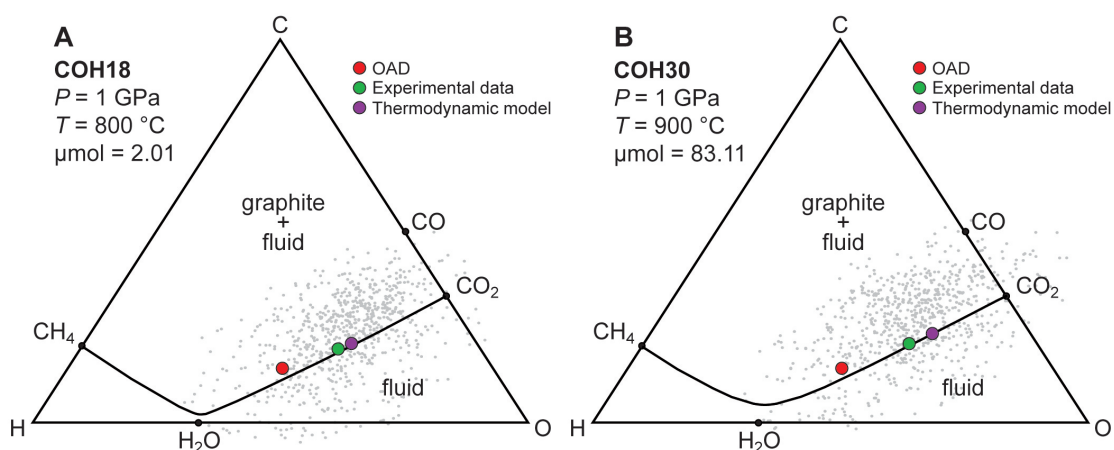 A
COH18
P = 1 GPa
T = 800 °C
µmol = 2.01
C
OAD
Experimental data
Thermodynamic model
graphite
+
fluid
CO
CO₂
CH₄
fluid
H
H₂O
O
B
COH30
P = 1 GPa
T = 900 °C
µmol = 83.11
C
OAD
Experimental data
Thermodynamic model
graphite
+
fluid
CO
CO₂
CH₄
fluid
H
H₂O
O